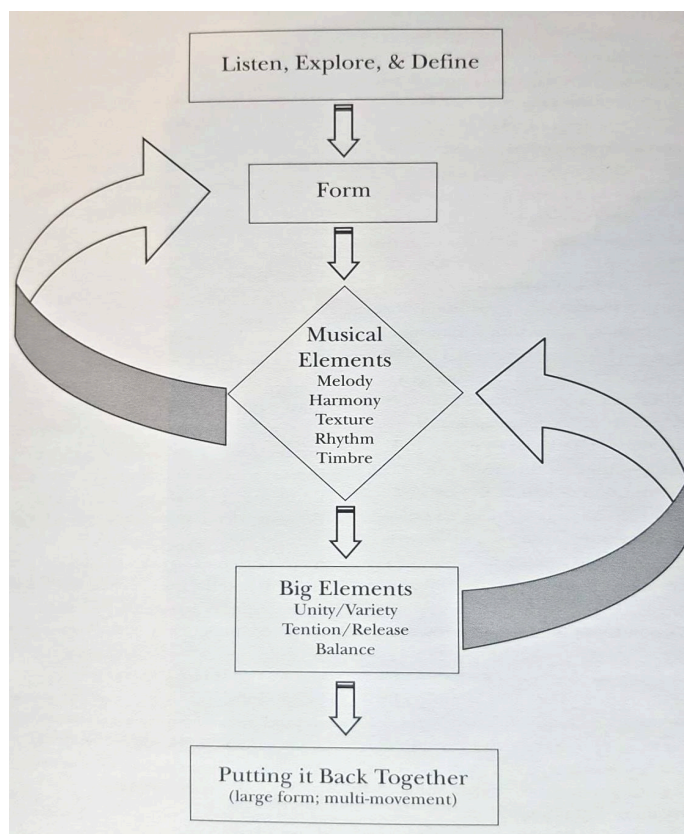 Listen, Explore, & Define
Form
Musical
Elements
Melody
Harmony
Texture
Rhythm
Timbre
Big Elements
Unity/Variety
Tention/Release
Balance
Putting it Back Together
(large form; multi-movement)